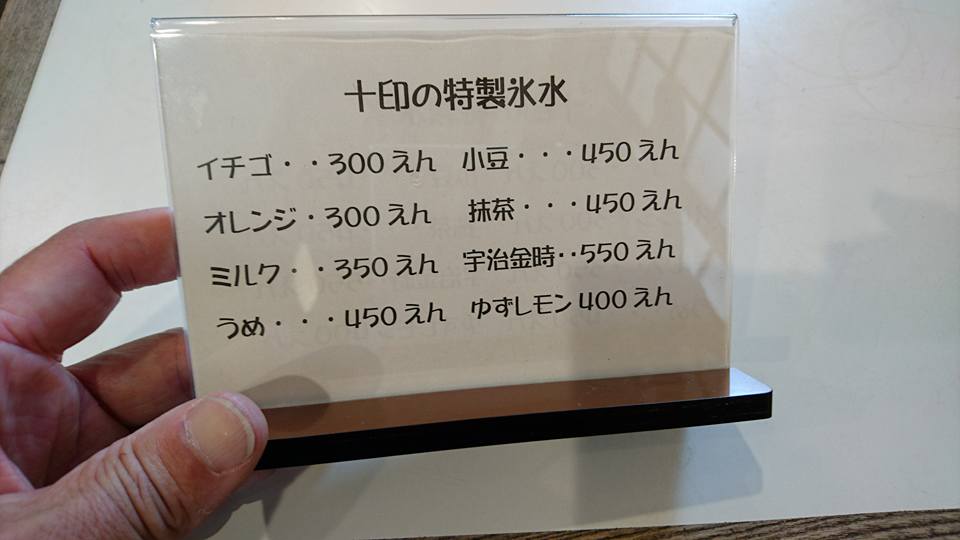 十印の特製氷水
イチゴ・・300えん 小豆・・・450えん
オレンジ・300えん 抹茶・・・450えん
ミルク・・350えん 宇治金時・・550えん
うめ・・・450えん ゆずレモン400えん